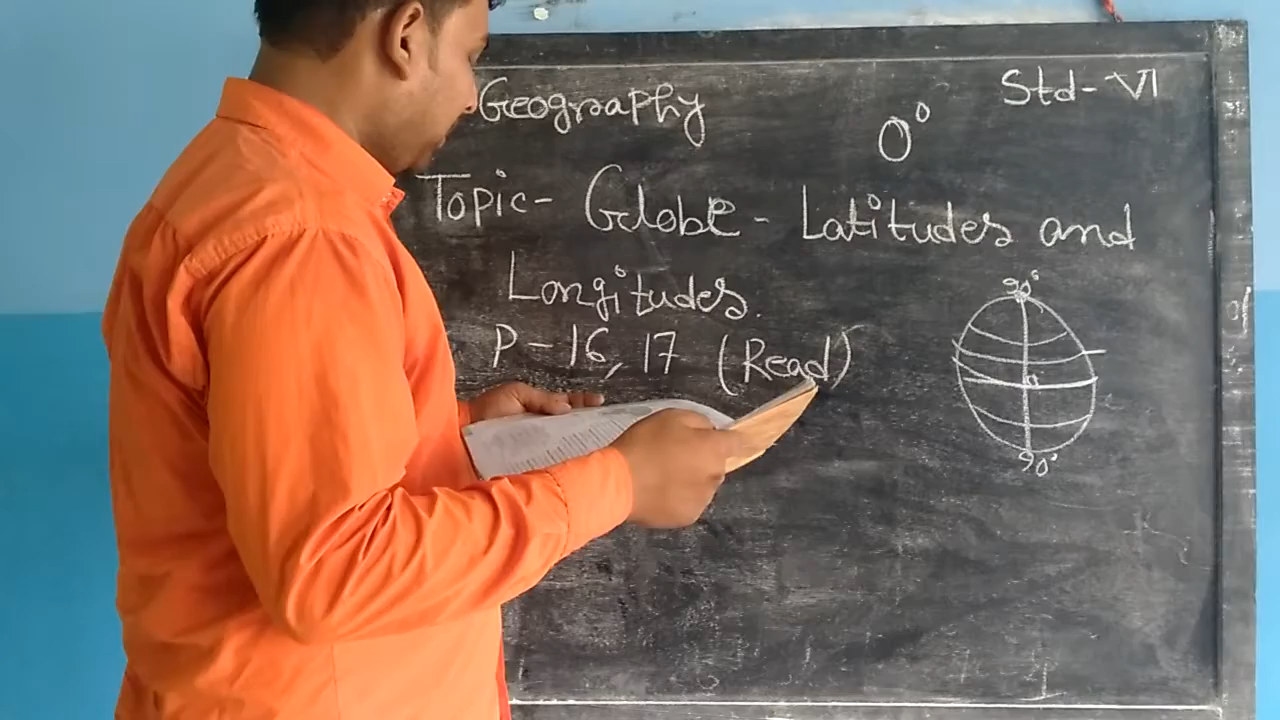 Geography
Std- VI
0°
Topic- Globe - Latitudes and
Longitudes.
P - 16, 17 (Read)
90°
0
90°